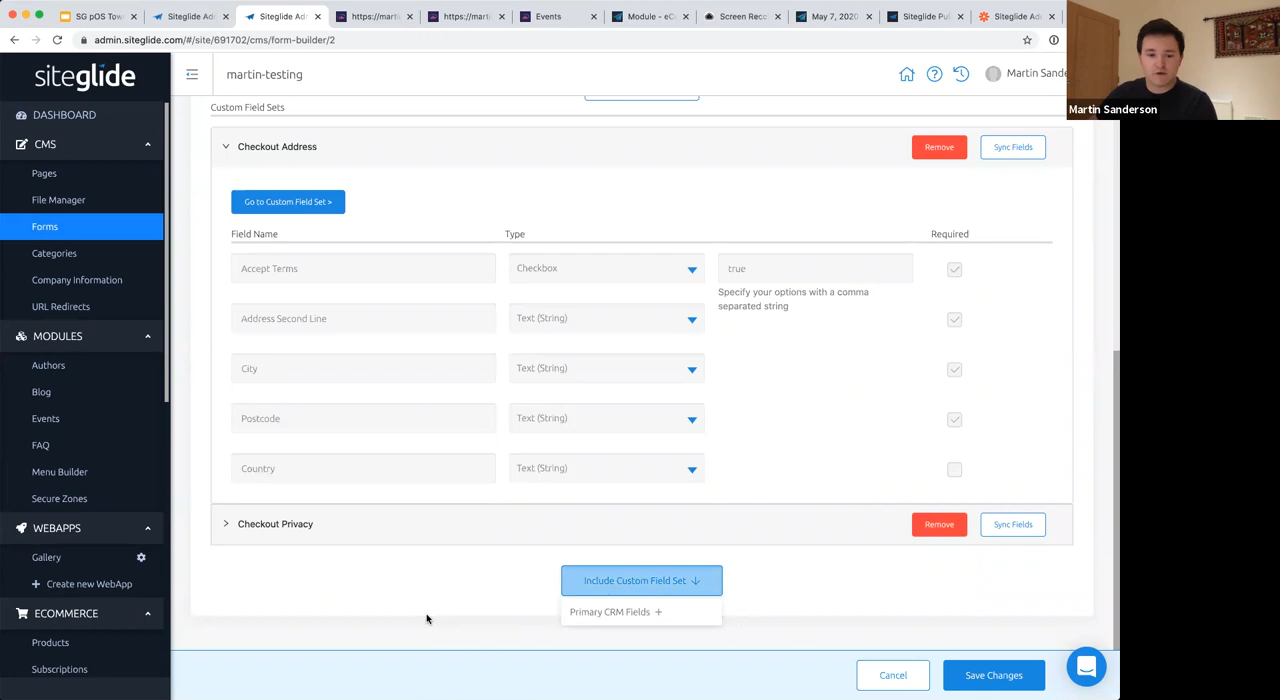 SG pOS Tow
Siteglide Ad
Siteglide Ad
https://marti
https://marti
Events
Module - eC
Screen Rec
May 7, 2020
Siteglide Pu
Siteglide Ad
admin.siteglide.com/#/site/691702/cms/form-builder/2
siteglide
martin-testing
Martin Sande
Martin Sanderson
DASHBOARD
CMS
Pages
File Manager
Forms
Categories
Company Information
URL Redirects
MODULES
Authors
Blog
Events
FAQ
Menu Builder
Secure Zones
WEBAPPS
Gallery
+ Create new WebApp
ECOMMERCE
Products
Subscriptions
Custom Field Sets
Checkout Address
Remove
Sync Fields
Go to Custom Field Set >
Field Name
Type
Required
Accept Terms
Checkbox
true
Specify your options with a comma
separated string
Address Second Line
Text (String)
City
Text (String)
Postcode
Text (String)
Country
Text (String)
Checkout Privacy
Remove
Sync Fields
Include Custom Field Set ↓
Primary CRM Fields +
Cancel
Save Changes